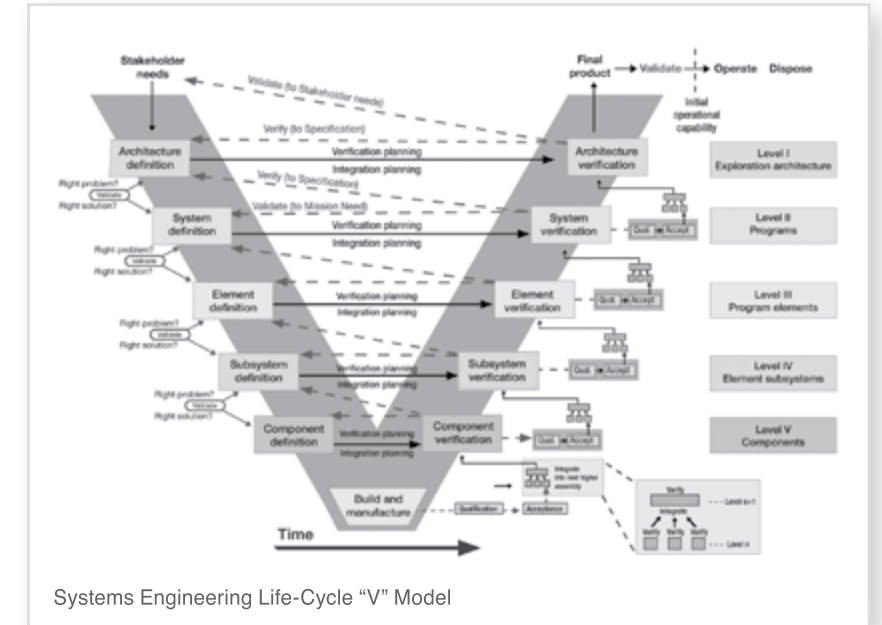 Stakeholder
needs
Validate (to Stakeholder needs)
Final
product
Validate
Operate
Dispose
Initial
operational
capability
Verify (to Specification)
Architecture
definition
Verification planning
Integration planning
Architecture
verification
Level I
Exploration architecture
Right problem?
Validate
Right solution?
Verify (to Specification)
Validate (to Mission Need)
System
definition
Verification planning
Integration planning
System
verification
Qual.
Accept
Level II
Programs
Right problem?
Validate
Right solution?
Element
definition
Verification planning
Integration planning
Element
verification
Qual.
Accept
Level III
Program elements
Right problem?
Validate
Right solution?
Subsystem
definition
Verification planning
Integration planning
Subsystem
verification
Qual.
Accept
Level IV
Element subsystems
Right problem?
Validate
Right solution?
Component
definition
Verification planning
Integration planning
Component
verification
Qual.
Accept
Level V
Components
Integrate
into next higher
assembly
Build and
manufacture
Qualification
Acceptance
Verify
Level n+1
Integrate
Verify
Verify
Verify
Level n
Time
Systems Engineering Life-Cycle “V” Model